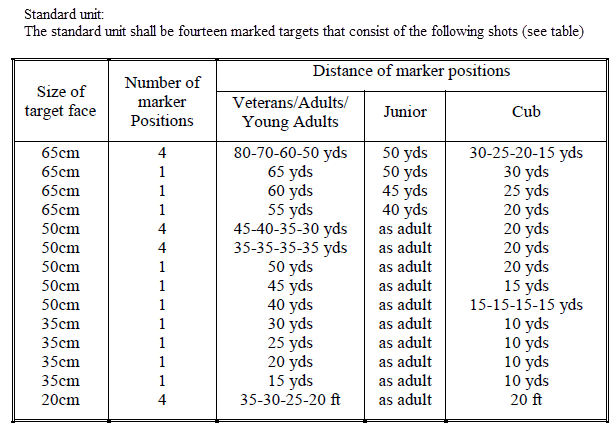 Standard unit:
The standard unit shall be fourteen marked targets that consist of the following shots (see table)
Size of target face | Number of marker Positions | Distance of marker positions
Veterans/Adults/ Young Adults | Junior | Cub
65cm 4 80-70-60-50 yds 50 yds 30-25-20-15 yds
65cm 1 65 yds 50 yds 30 yds
65cm 1 60 yds 45 yds 25 yds
65cm 1 55 yds 40 yds 20 yds
50cm 4 45-40-35-30 yds as adult 20 yds
50cm 4 35-35-35-35 yds as adult 20 yds
50cm 1 50 yds as adult 20 yds
50cm 1 45 yds as adult 15 yds
50cm 1 40 yds as adult 15-15-15-15 yds
35cm 1 30 yds as adult 10 yds
35cm 1 25 yds as adult 10 yds
35cm 1 20 yds as adult 10 yds
35cm 1 15 yds as adult 10 yds
20cm 4 35-30-25-20 ft as adult 20 ft